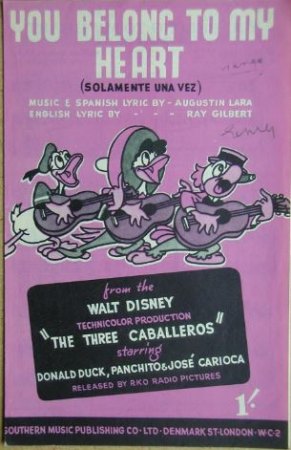 YOU BELONG TO MY
HEART
(SOLAMENTE UNA VEZ)
MUSIC & SPANISH LYRIC BY - AUGUSTIN LARA
ENGLISH LYRIC BY - - - RAY GILBERT
from the
WALT DISNEY
TECHNICOLOR PRODUCTION
"THE THREE CABALLEROS"
starring
DONALD DUCK, PANCHITO & JOSÉ CARIOCA
RELEASED BY RKO RADIO PICTURES
1/-
SOUTHERN MUSIC PUBLISHING CO·LTD·DENMARK ST·LONDON·W·C·2